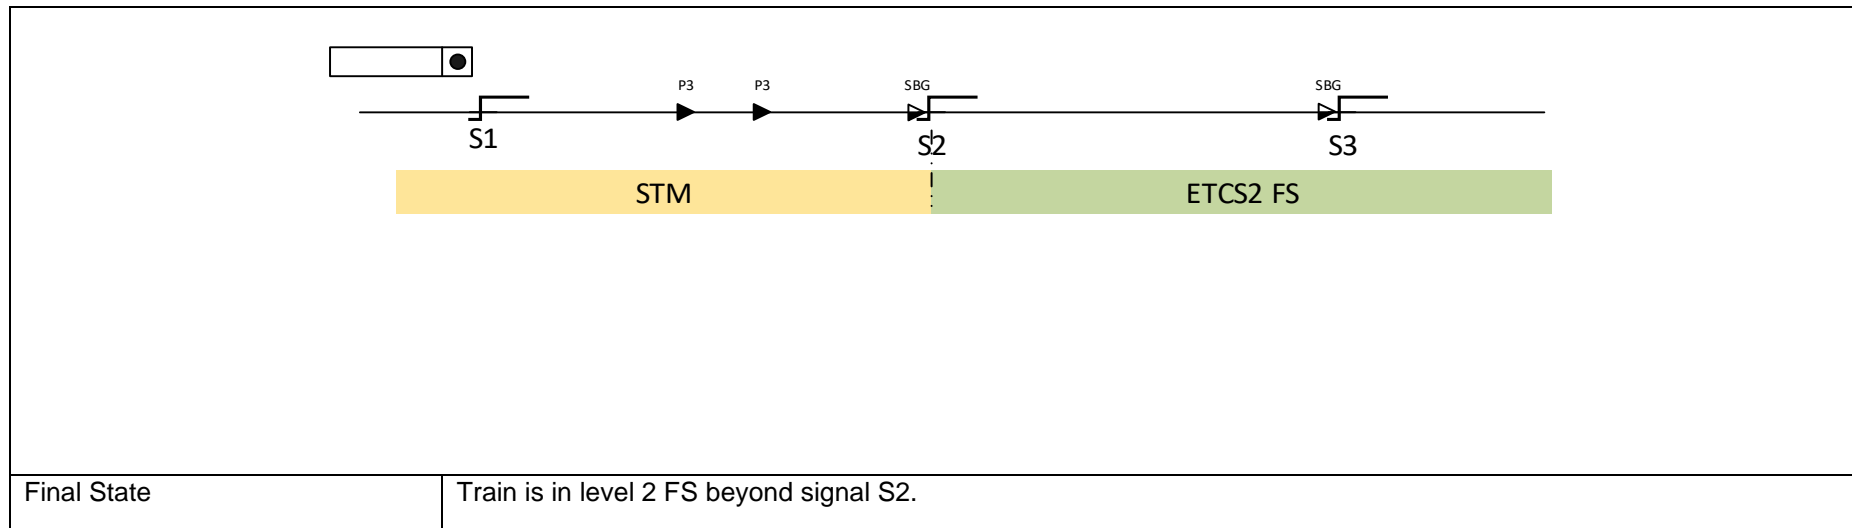 P3 P3 SBG SBG
S1 S2 S3
STM ETCS2 FS
Final State Train is in level 2 FS beyond signal S2.